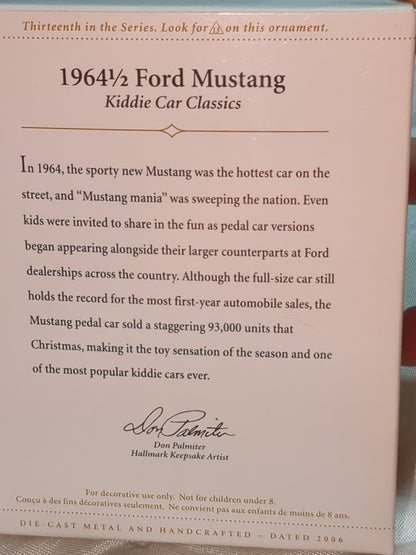 Thirteenth in the Series. Look for 13 on this ornament.
1964½ Ford Mustang
Kiddie Car Classics
In 1964, the sporty new Mustang was the hottest car on the
street, and “Mustang mania” was sweeping the nation. Even
kids were invited to share in the fun as pedal car versions
began appearing alongside their larger counterparts at Ford
dealerships across the country. Although the full-size car still
holds the record for the most first-year automobile sales, the
Mustang pedal car sold a staggering 93,000 units that
Christmas, making it the toy sensation of the season and one
of the most popular kiddie cars ever.
Don Palmiter
Don Palmiter
Hallmark Keepsake Artist
For decorative use only. Not for children under 8.
Conçu à des fins décoratives seulement. Ne convient pas aux enfants de moins de 8 ans.
DIE-CAST METAL AND HANDCRAFTED – DATED 2006